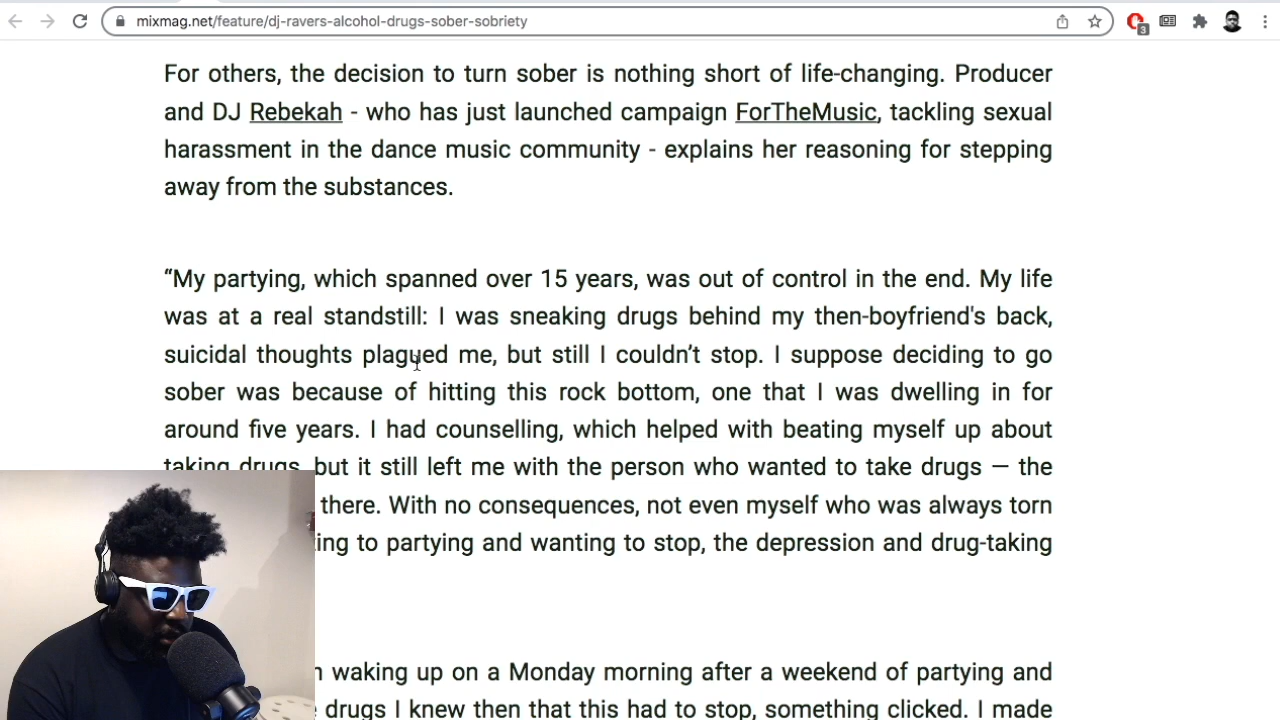 mixmag.net/feature/dj-ravers-alcohol-drugs-sober-sobriety
3
For others, the decision to turn sober is nothing short of life-changing. Producer
and DJ Rebekah - who has just launched campaign ForTheMusic, tackling sexual
harassment in the dance music community - explains her reasoning for stepping
away from the substances.
“My partying, which spanned over 15 years, was out of control in the end. My life
was at a real standstill: I was sneaking drugs behind my then-boyfriend's back,
suicidal thoughts plagued me, but still I couldn’t stop. I suppose deciding to go
sober was because of hitting this rock bottom, one that I was dwelling in for
around five years. I had counselling, which helped with beating myself up about
taking drugs, but it still left me with the person who wanted to take drugs — the
there. With no consequences, not even myself who was always torn
to partying and wanting to stop, the depression and drug-taking
waking up on a Monday morning after a weekend of partying and
drugs I knew then that this had to stop, something clicked. I made